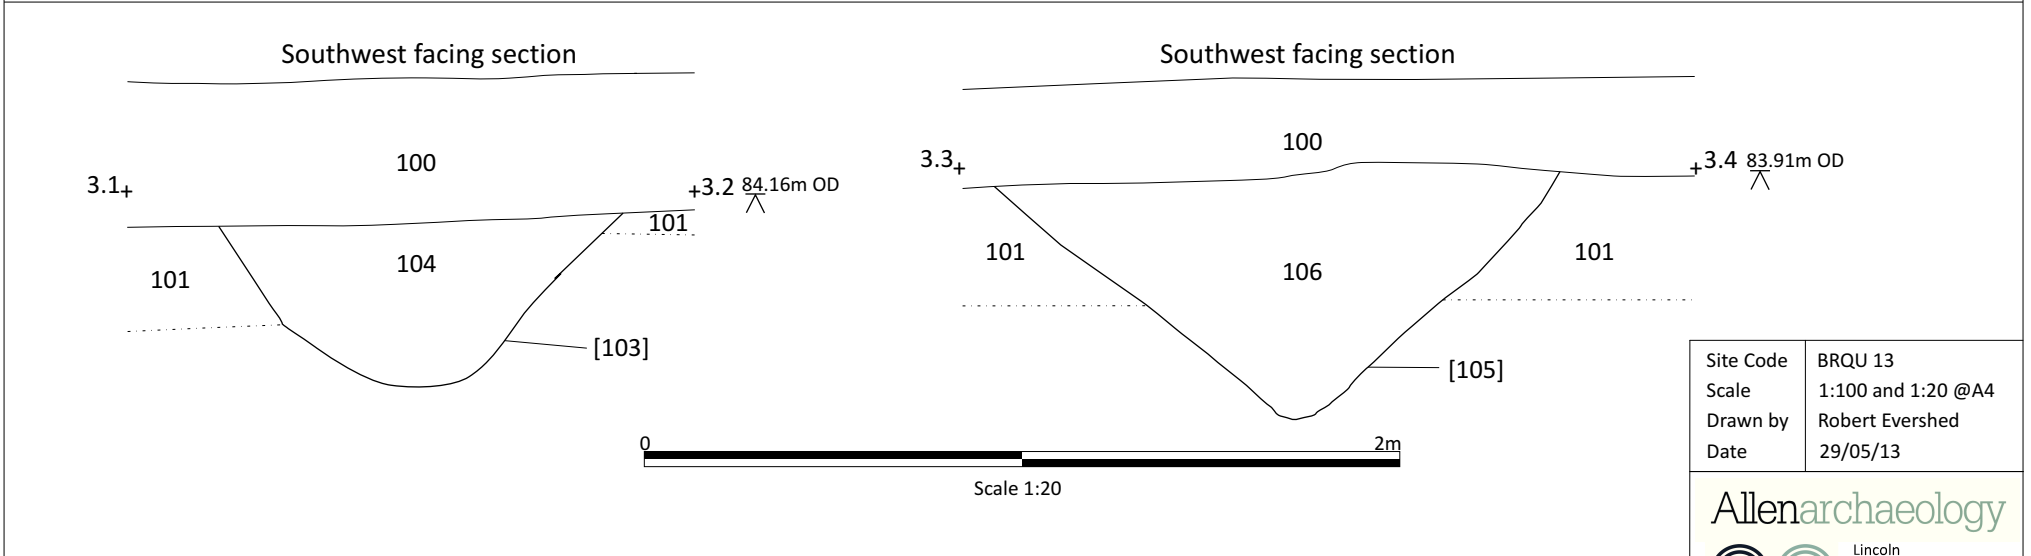 Southwest facing section
100
3.1
3.2 84.16m OD
101
104
101
[103]
Southwest facing section
100
3.3
3.4 83.91m OD
101
106
101
[105]
0
2m
Scale 1:20
Site Code BRQU 13
Scale 1:100 and 1:20 @A4
Drawn by Robert Evershed
Date 29/05/13
Allenarchaeology
Lincoln